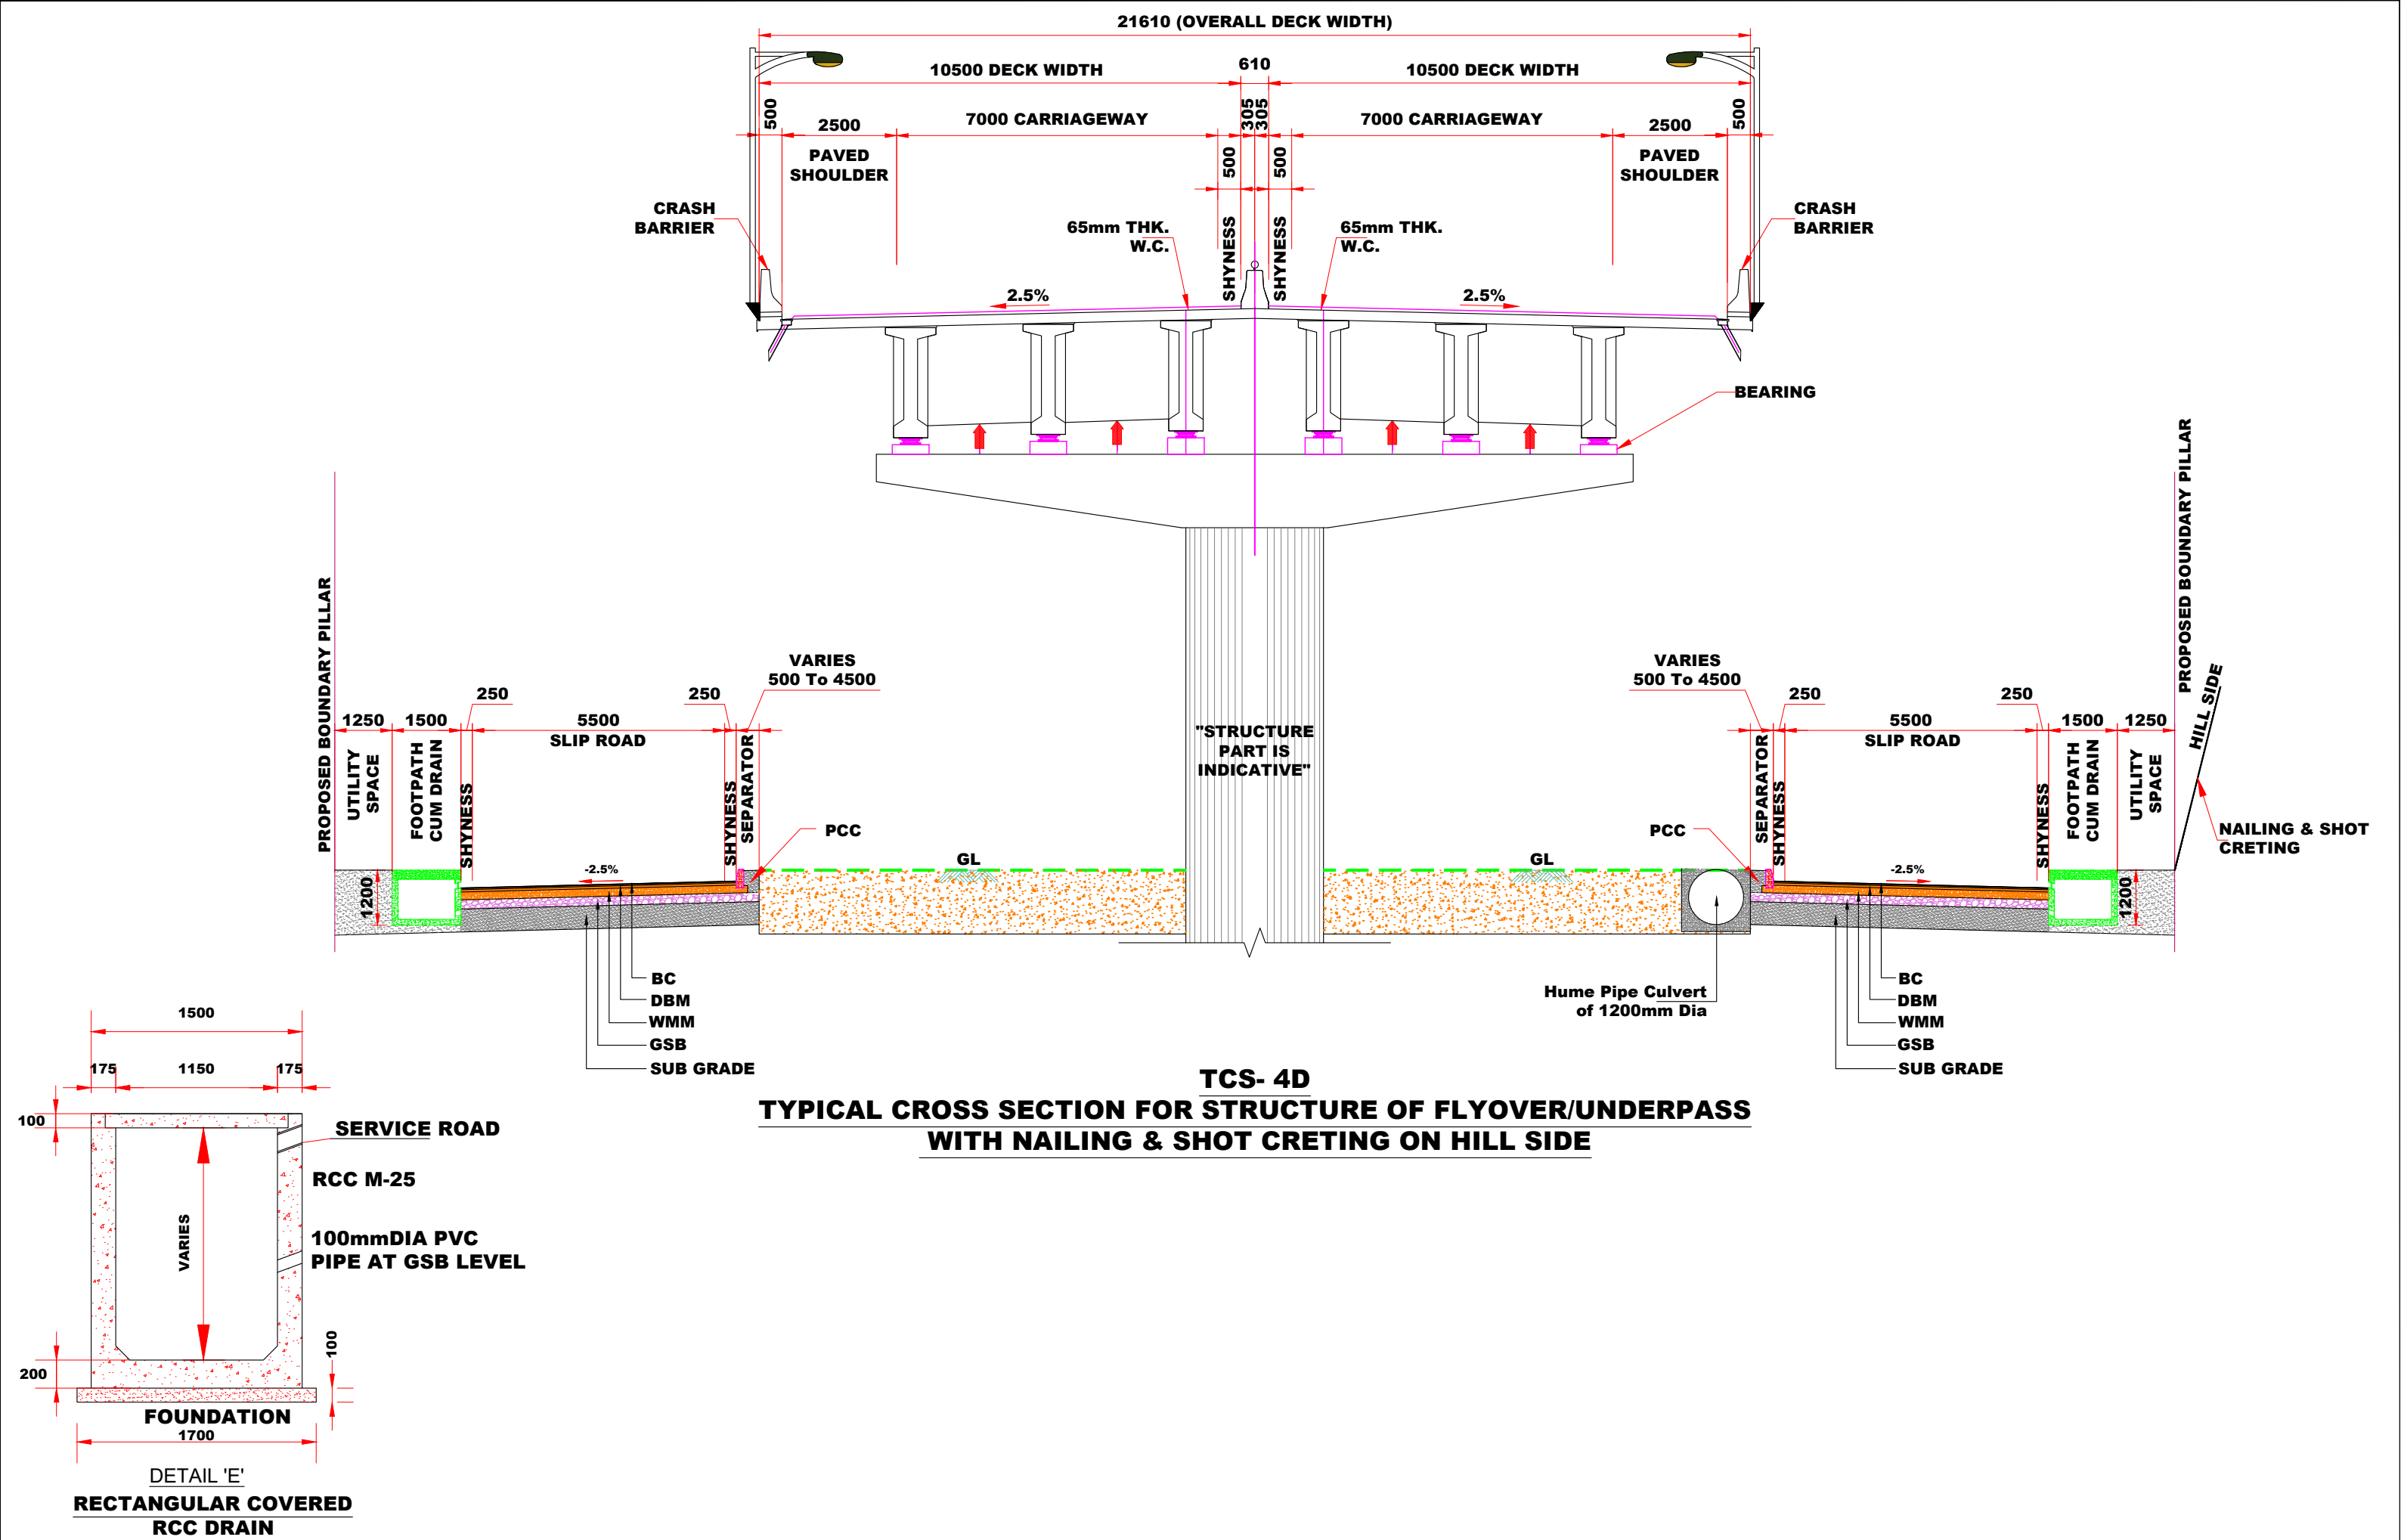 21610 (OVERALL DECK WIDTH)
10500 DECK WIDTH
610
10500 DECK WIDTH
500
2500
7000 CARRIAGEWAY
305
305
7000 CARRIAGEWAY
2500
500
PAVED
SHOULDER
500
500
PAVED
SHOULDER
CRASH
BARRIER
65mm THK.
W.C.
SHYNESS
SHYNESS
65mm THK.
W.C.
CRASH
BARRIER
2.5%
2.5%
BEARING
PROPOSED BOUNDARY PILLAR
PROPOSED BOUNDARY PILLAR
HILL SIDE
VARIES
500 To 4500
250
250
1250
1500
5500
SLIP ROAD
UTILITY
SPACE
FOOTPATH
CUM DRAIN
SHYNESS
SHYNESS
SEPARATOR
"STRUCTURE
PART IS
INDICATIVE"
VARIES
500 To 4500
250
250
5500
SLIP ROAD
1500
1250
SEPARATOR
SHYNESS
SHYNESS
FOOTPATH
CUM DRAIN
UTILITY
SPACE
PCC
PCC
NAILING & SHOT
CRETING
GL
GL
-2.5%
-2.5%
1200
1200
BC
DBM
WMM
GSB
SUB GRADE
Hume Pipe Culvert
of 1200mm Dia
BC
DBM
WMM
GSB
SUB GRADE
TCS- 4D
TYPICAL CROSS SECTION FOR STRUCTURE OF FLYOVER/UNDERPASS
WITH NAILING & SHOT CRETING ON HILL SIDE
1500
175
1150
175
100
SERVICE ROAD
RCC M-25
VARIES
100mmDIA PVC
PIPE AT GSB LEVEL
200
100
FOUNDATION
1700
DETAIL 'E'
RECTANGULAR COVERED
RCC DRAIN